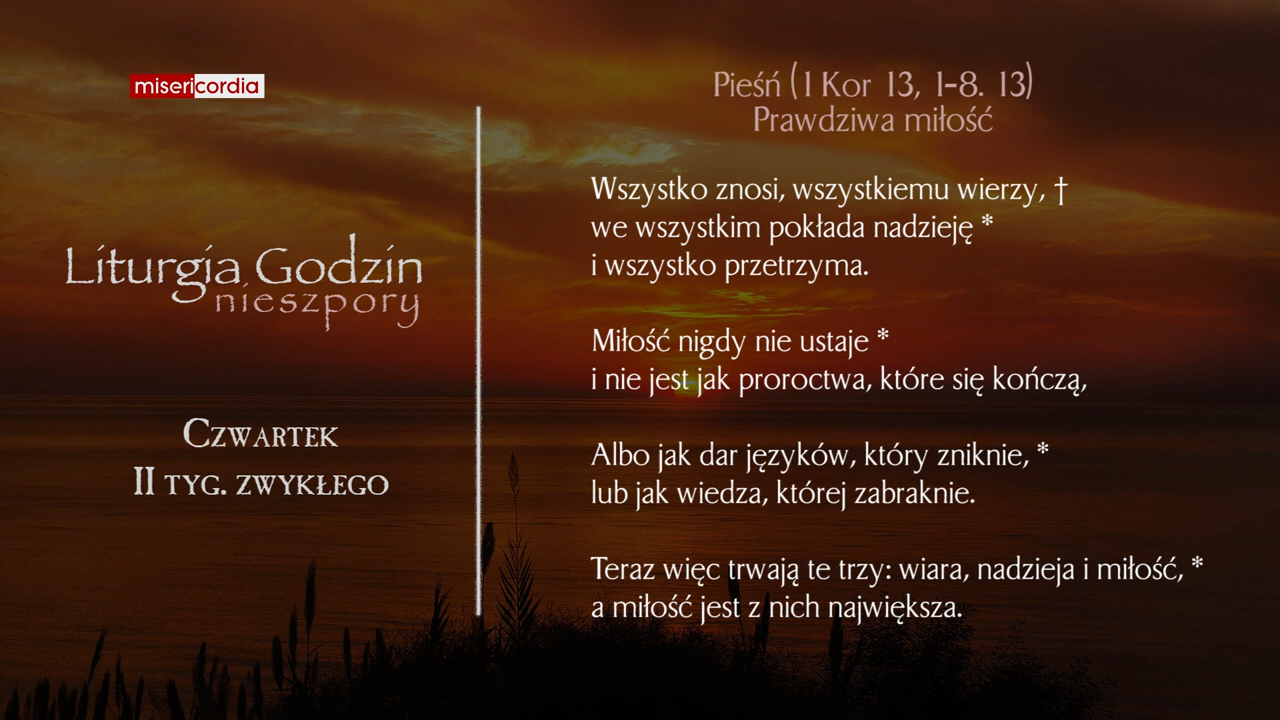 misericordia
Liturgia Godzin
nieszpory
Czwartek
II tyg. zwykłego
Pieśń (1 Kor 13, 1-8. 13)
Prawdziwa miłość
Wszystko znosi, wszystkiemu wierzy, †
we wszystkim pokłada nadzieję *
i wszystko przetrzyma.
Miłość nigdy nie ustaje *
i nie jest jak proroctwa, które się kończą,
Albo jak dar języków, który zniknie, *
lub jak wiedza, której zabraknie.
Teraz więc trwają te trzy: wiara, nadzieja i miłość, *
a miłość jest z nich największa.